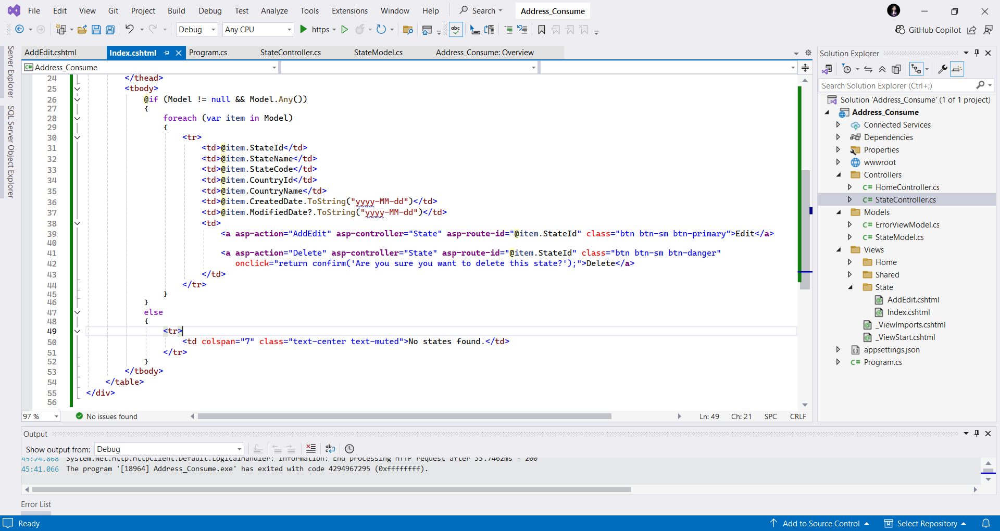 File Edit View Git Project Build Debug Test Analyze Tools Extensions Window Help Search Address_Consume
Debug Any CPU https GitHub Copilot
Server Explorer
SQL Server Object Explorer
AddEdit.cshtml Index.cshtml Program.cs StateController.cs StateModel.cs Address_Consume: Overview
C# Address_Consume
24 </thead>
25 <tbody>
26 @if (Model != null && Model.Any())
27 {
28 foreach (var item in Model)
29 {
30 <tr>
31 <td>@item.StateId</td>
32 <td>@item.StateName</td>
33 <td>@item.StateCode</td>
34 <td>@item.CountryId</td>
35 <td>@item.CountryName</td>
36 <td>@item.CreatedDate.ToString("yyyy-MM-dd")</td>
37 <td>@item.ModifiedDate?.ToString("yyyy-MM-dd")</td>
38 <td>
39 <a asp-action="AddEdit" asp-controller="State" asp-route-id="@item.StateId" class="btn btn-sm btn-primary">Edit</a>
40
41 <a asp-action="Delete" asp-controller="State" asp-route-id="@item.StateId" class="btn btn-sm btn-danger"
42 onclick="return confirm('Are you sure you want to delete this state?');">Delete</a>
43 </td>
44 </tr>
45 }
46 }
47 else
48 {
49 <tr>
50 <td colspan="7" class="text-center text-muted">No states found.</td>
51 </tr>
52 }
53 </tbody>
54 </table>
55 </div>
56
97 % No issues found Ln: 49 Ch: 21 SPC CRLF
Output
Show output from: Debug
45:24.868 System.Net.Http.HttpClient.Default.LogicalHandler: Information: End processing HTTP request after 35.7462ms - 200
45:41.066 The program '[18964] Address_Consume.exe' has exited with code 4294967295 (0xffffffff).
Error List
Solution Explorer
Search Solution Explorer (Ctrl+;)
Solution 'Address_Consume' (1 of 1 project)
Address_Consume
Connected Services
Dependencies
Properties
wwwroot
Controllers
C# HomeController.cs
C# StateController.cs
Models
C# ErrorViewModel.cs
C# StateModel.cs
Views
Home
Shared
State
AddEdit.cshtml
Index.cshtml
_ViewImports.cshtml
_ViewStart.cshtml
appsettings.json
C# Program.cs
Ready Add to Source Control Select Repository